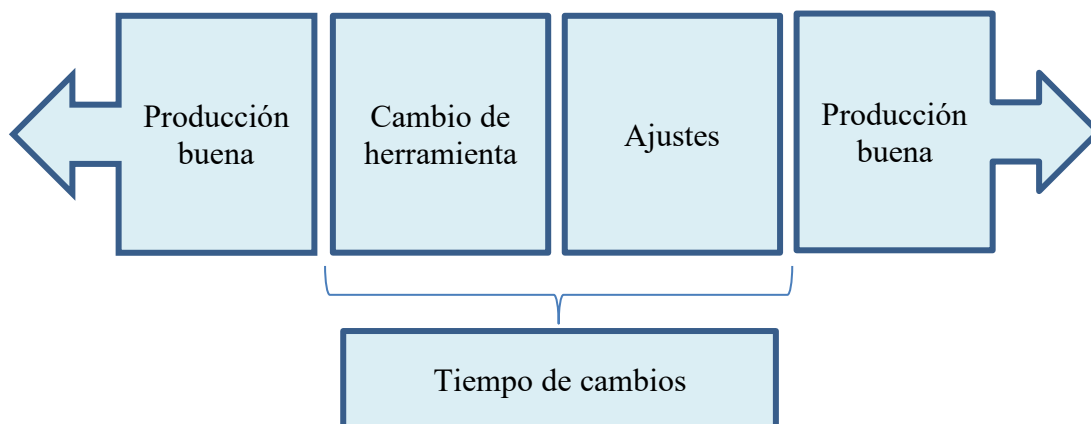 Producción
buena
Cambio de
herramienta
Ajustes
Producción
buena
Tiempo de cambios